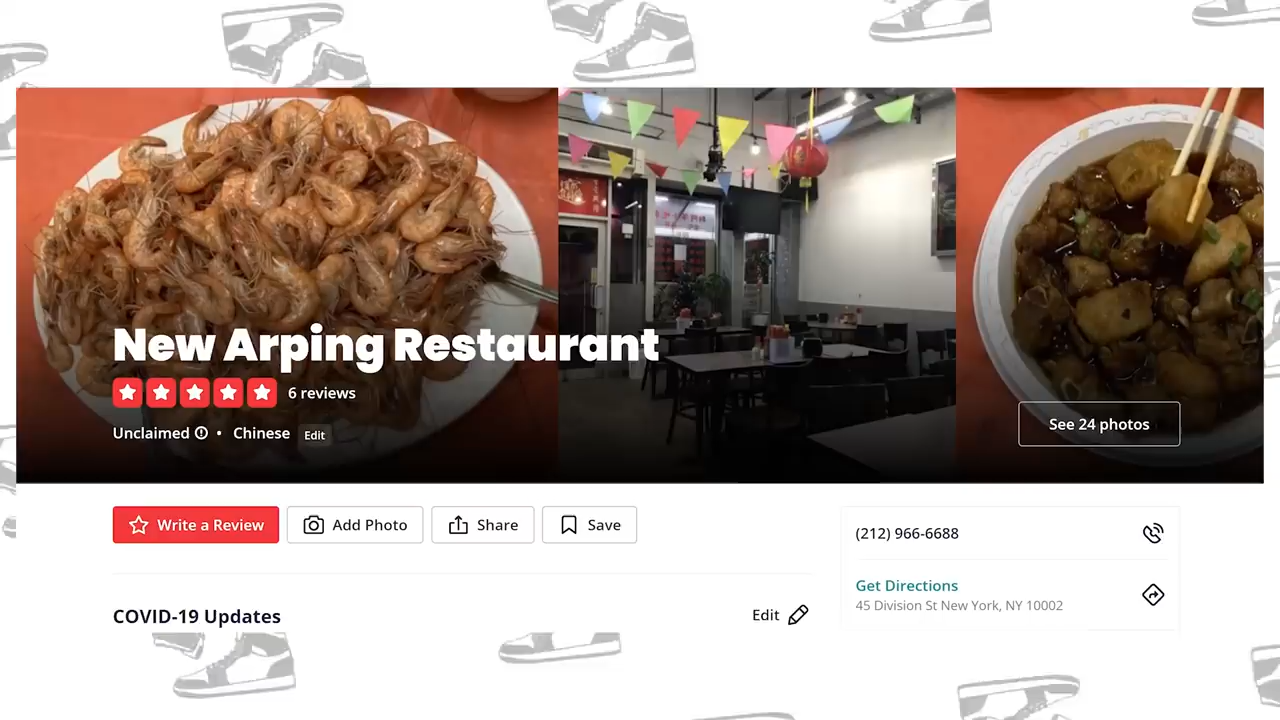 New Arping Restaurant
6 reviews
Unclaimed • Chinese Edit
See 24 photos
Write a Review
Add Photo
Share
Save
(212) 966-6688
Get Directions
45 Division St New York, NY 10002
COVID-19 Updates
Edit